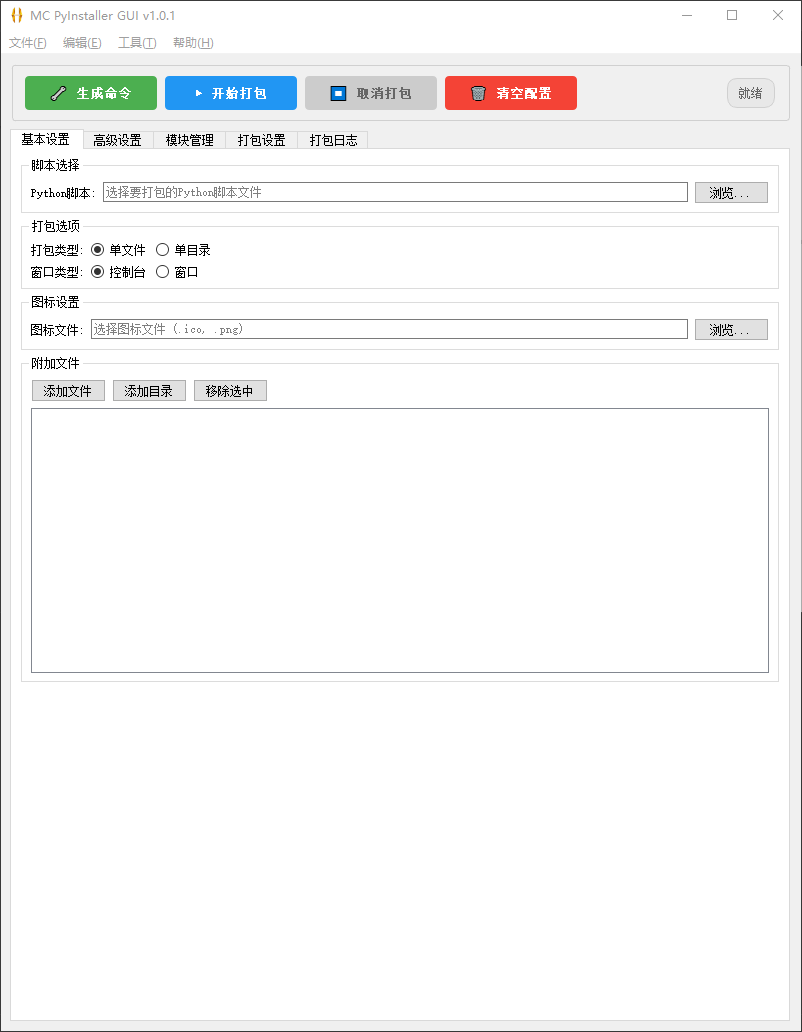 MC PyInstaller GUI v1.0.1
文件(F) 编辑(E) 工具(T) 帮助(H)
生成命令 开始打包 取消打包 清空配置 就绪
基本设置 高级设置 模块管理 打包设置 打包日志
脚本选择
Python脚本: 选择要打包的Python脚本文件 浏览...
打包选项
打包类型: 单文件 单目录
窗口类型: 控制台 窗口
图标设置
图标文件: 选择图标文件 (.ico, .png) 浏览...
附加文件
添加文件 添加目录 移除选中